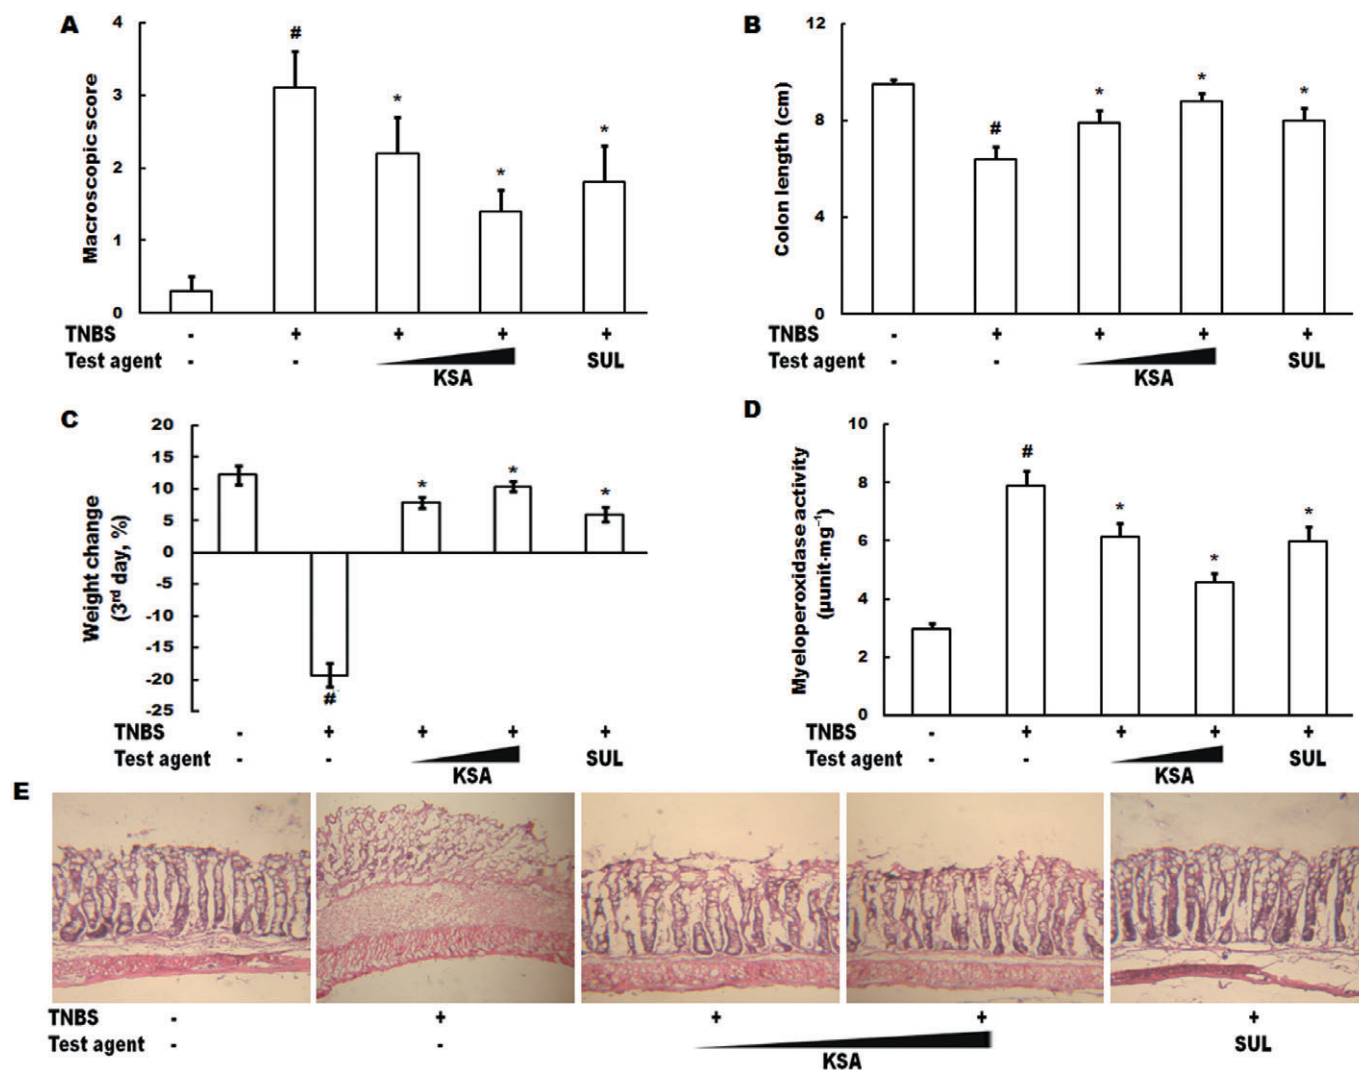 A
Macroscopic score
4
3
2
1
0
#
*
*
*
TNBS - + + + +
Test agent - - KSA SUL
B
Colon length (cm)
12
8
4
0
#
*
*
*
TNBS - + + + +
Test agent - - KSA SUL
C
Weight change
(3rd day, %)
20
15
10
5
0
-5
-10
-15
-20
-25
#
*
*
*
TNBS - + + + +
Test agent - - KSA SUL
D
Myeloperoxidase activity
(µunit·mg⁻¹)
10
8
6
4
2
0
#
*
*
*
TNBS - + + + +
Test agent - - KSA SUL
E
TNBS - + + + +
Test agent - - KSA SUL